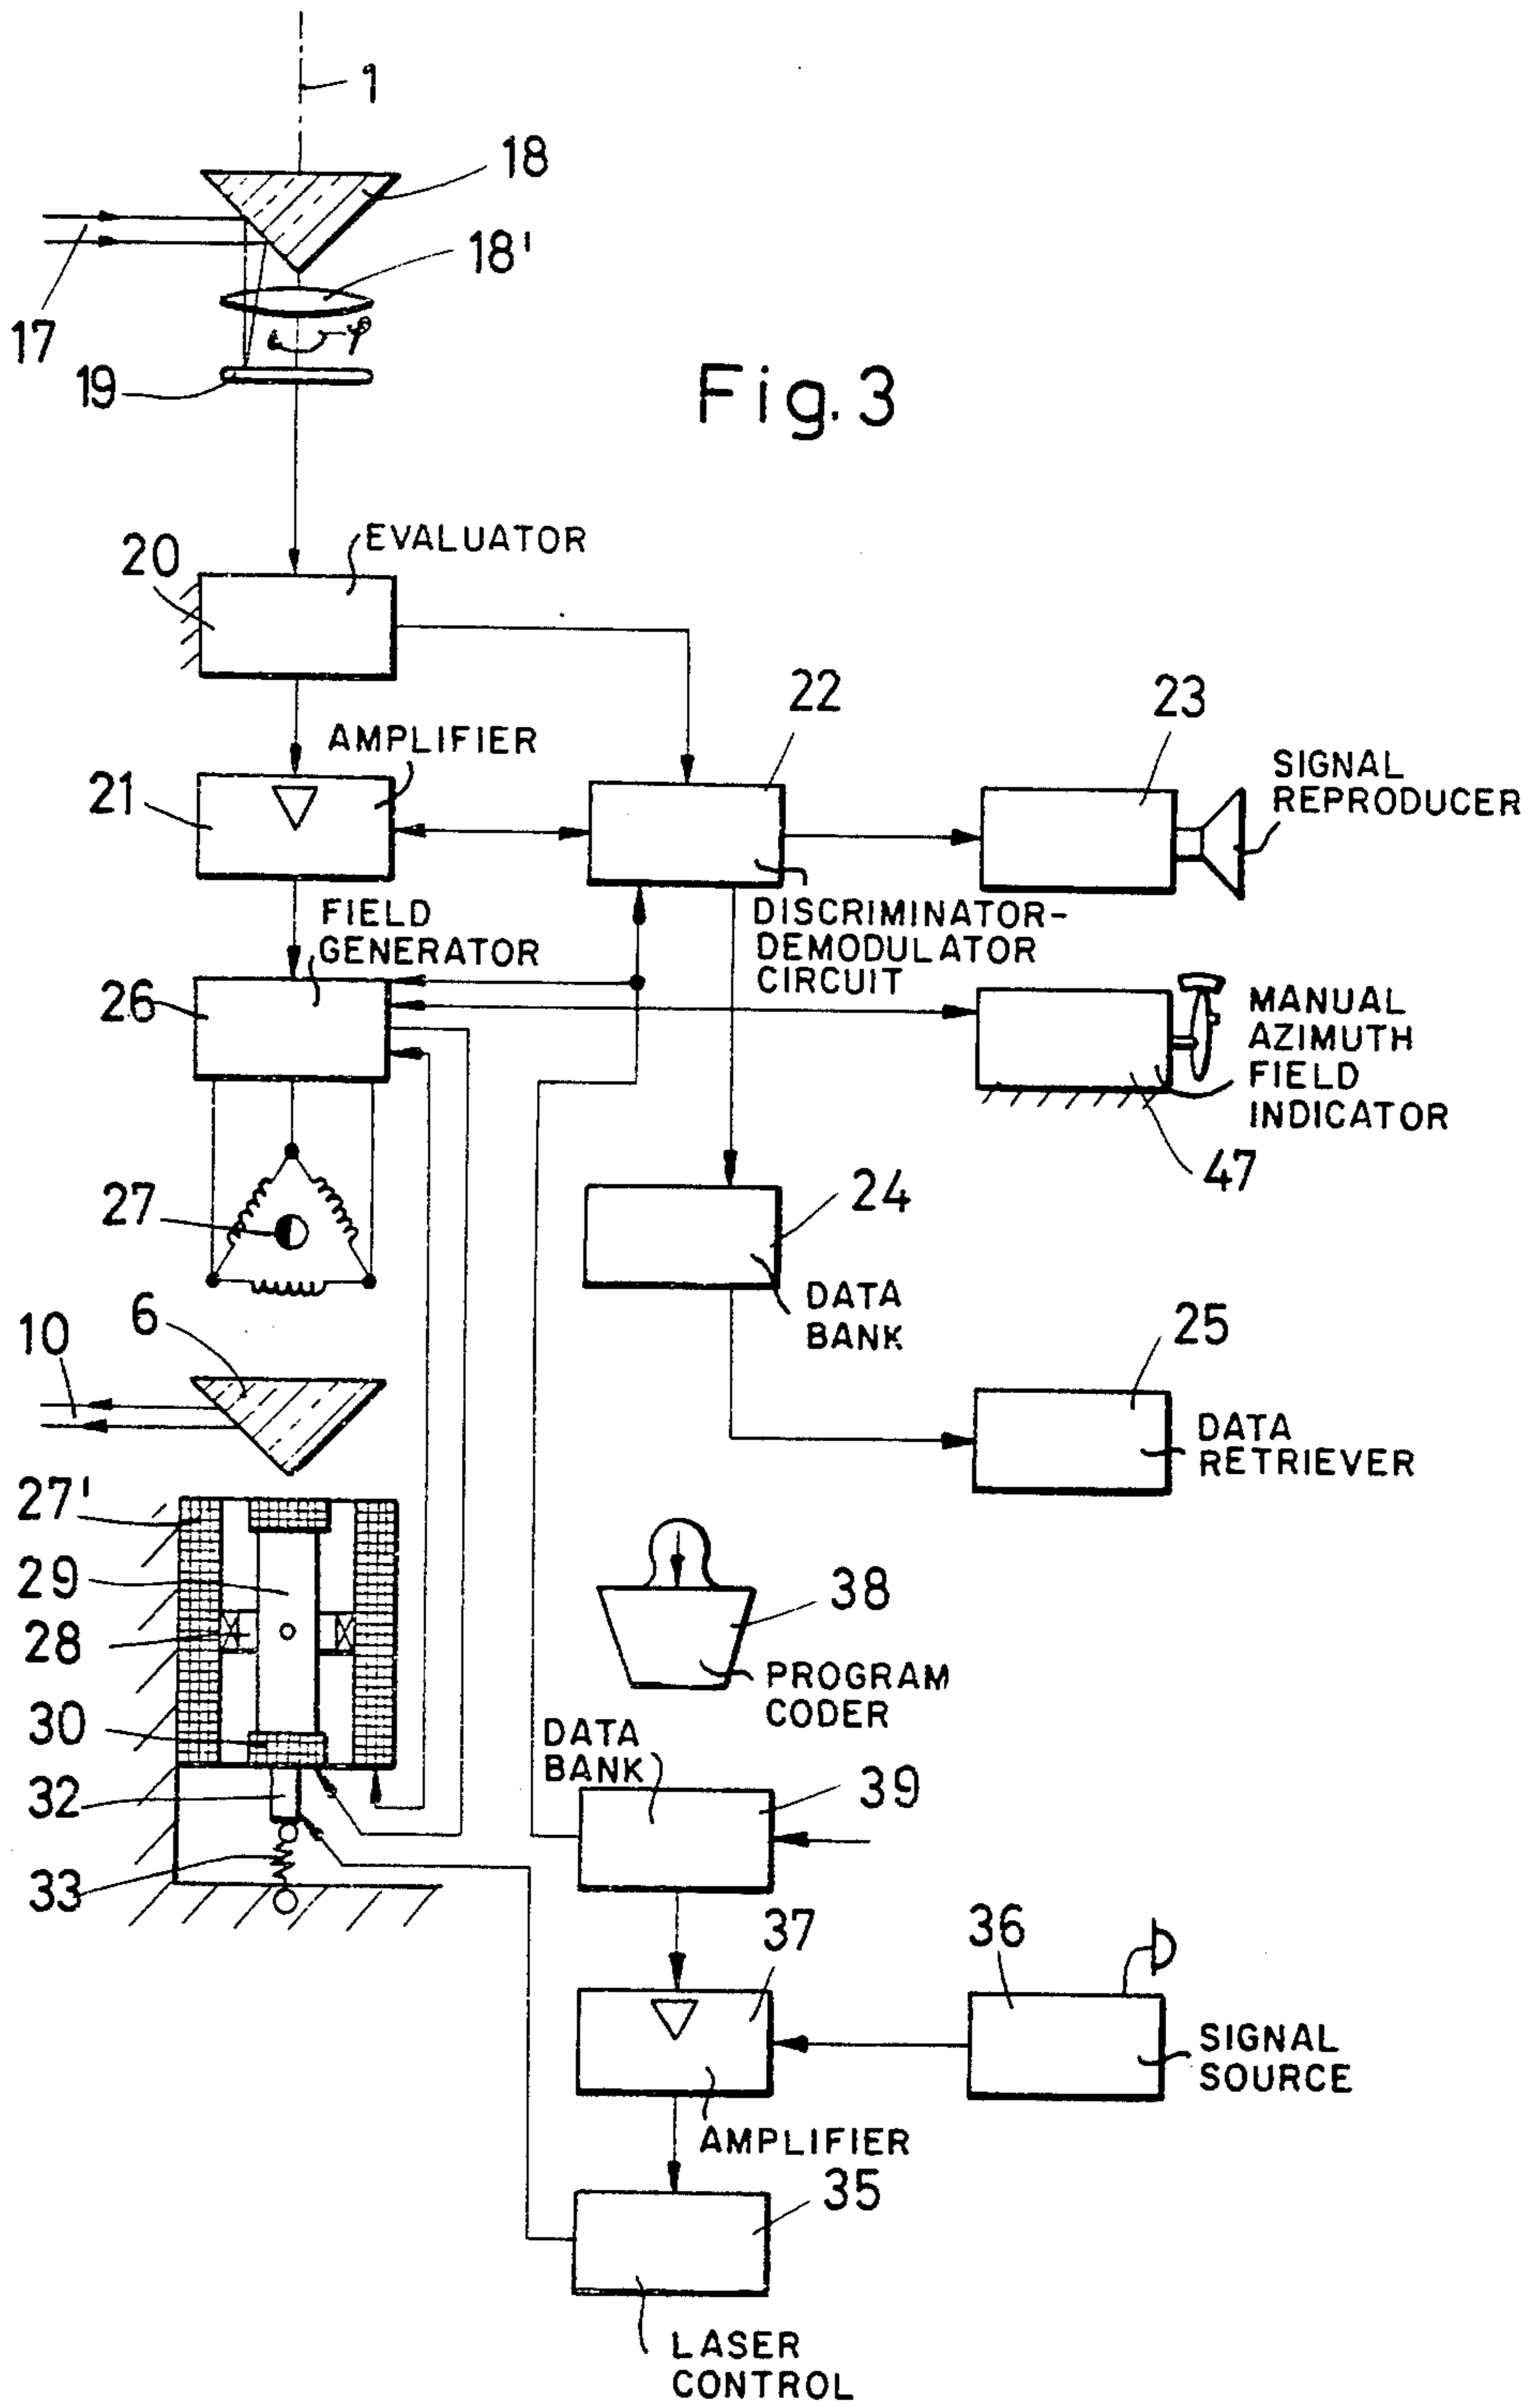 1
18
18'
17
φ
19
Fig. 3
EVALUATOR
20
22
23
AMPLIFIER
21
SIGNAL
REPRODUCER
FIELD
GENERATOR
DISCRIMINATOR-
DEMODULATOR
CIRCUIT
26
MANUAL
AZIMUTH
FIELD
INDICATOR
47
27
24
DATA
BANK
6
10
25
DATA
RETRIEVER
27'
29
28
38
PROGRAM
CODER
30
DATA
BANK
39
32
33
37
36
SIGNAL
SOURCE
AMPLIFIER
35
LASER
CONTROL